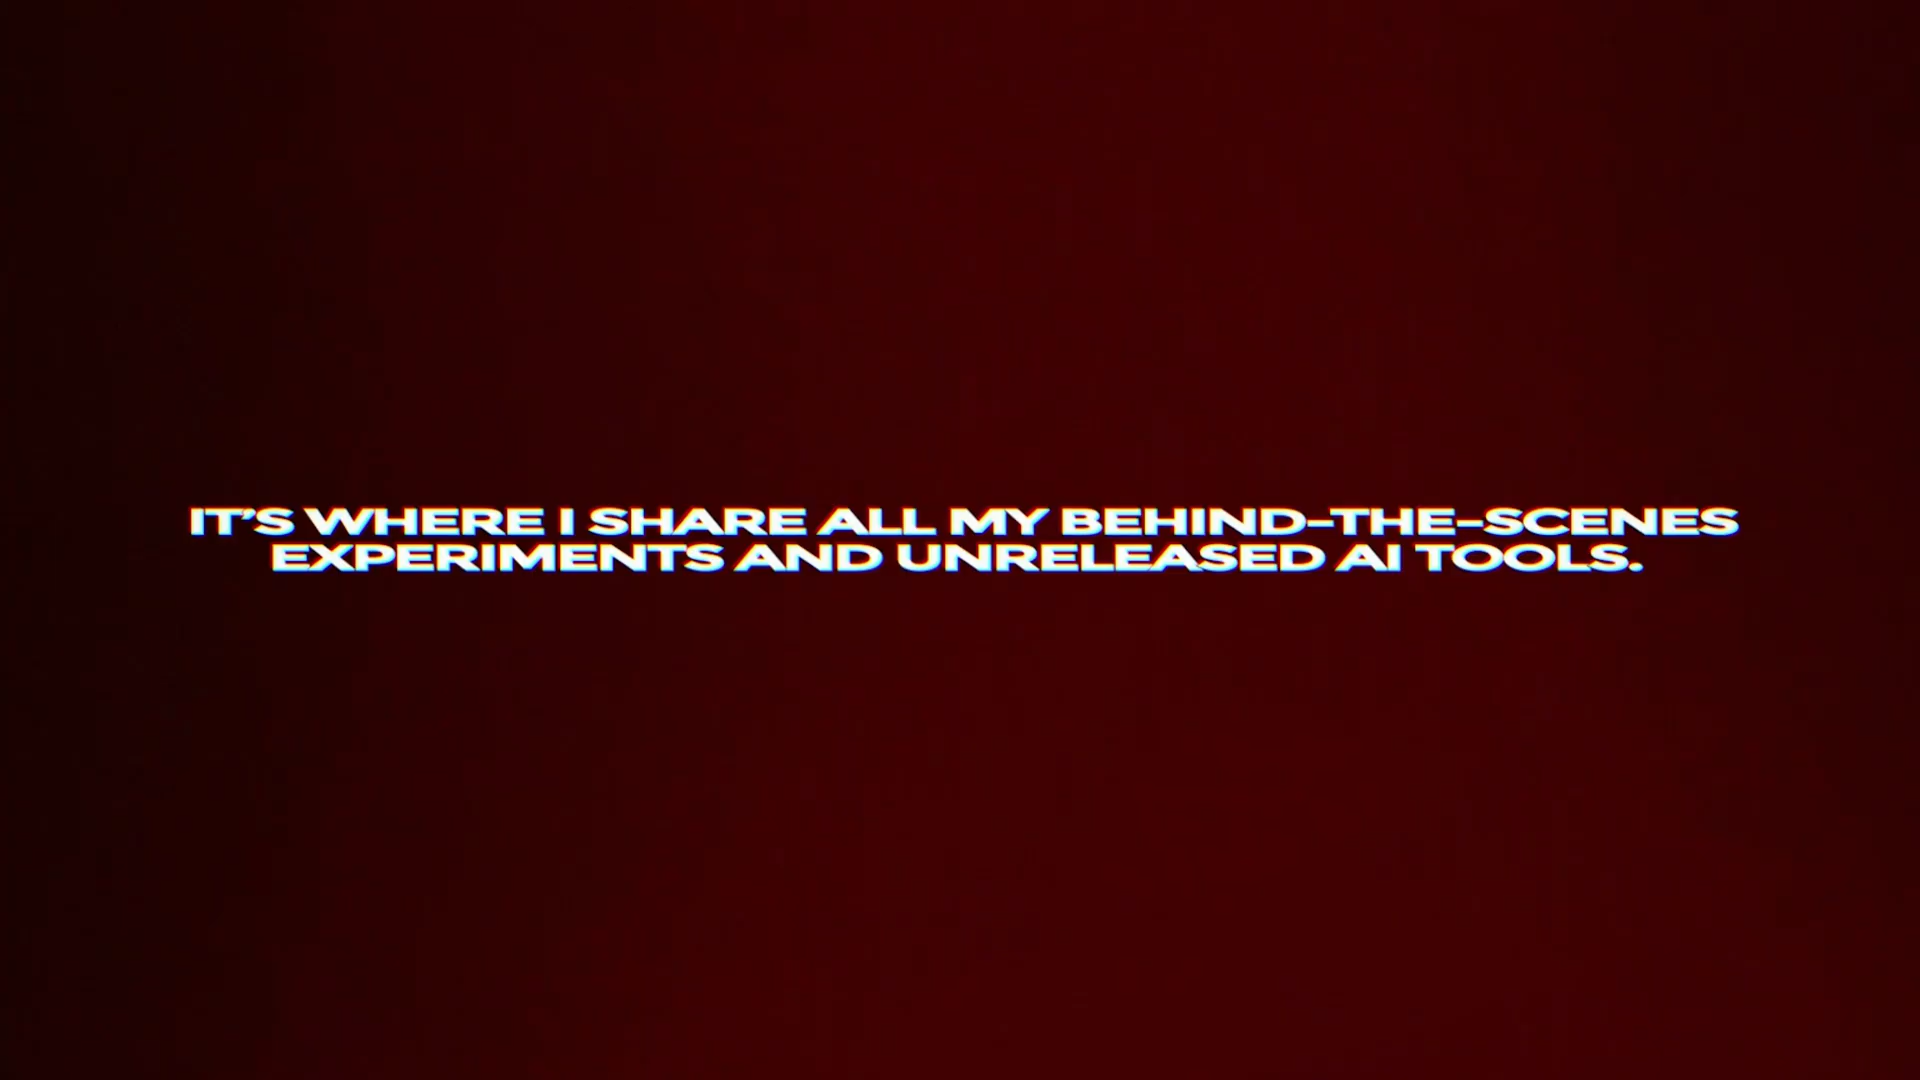 IT'S WHERE I SHARE ALL MY BEHIND-THE-SCENES
EXPERIMENTS AND UNRELEASED AI TOOLS.